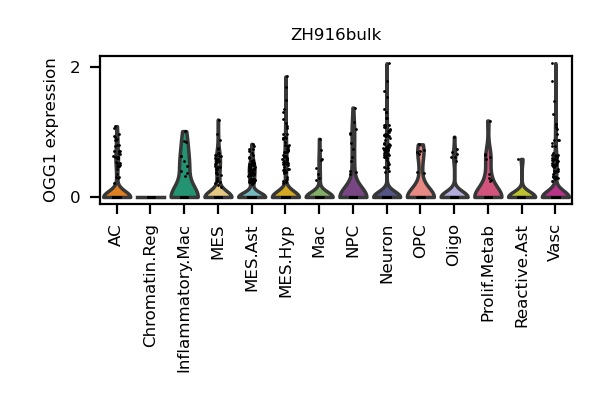 ZH916bulk
OGG1 expression
2
0
AC
Chromatin.Reg
Inflammatory.Mac
MES
MES.Ast
MES.Hyp
Mac
NPC
Neuron
OPC
Oligo
Prolif.Metab
Reactive.Ast
Vasc